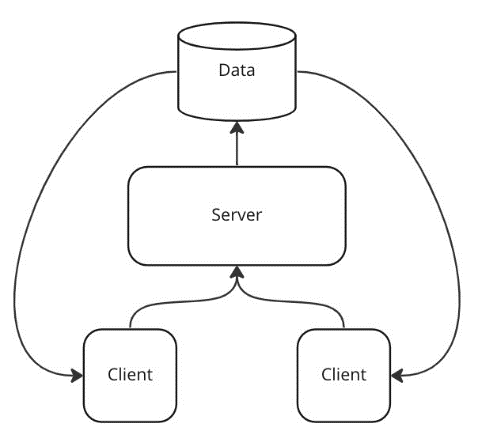 Data
Server
Client
Client